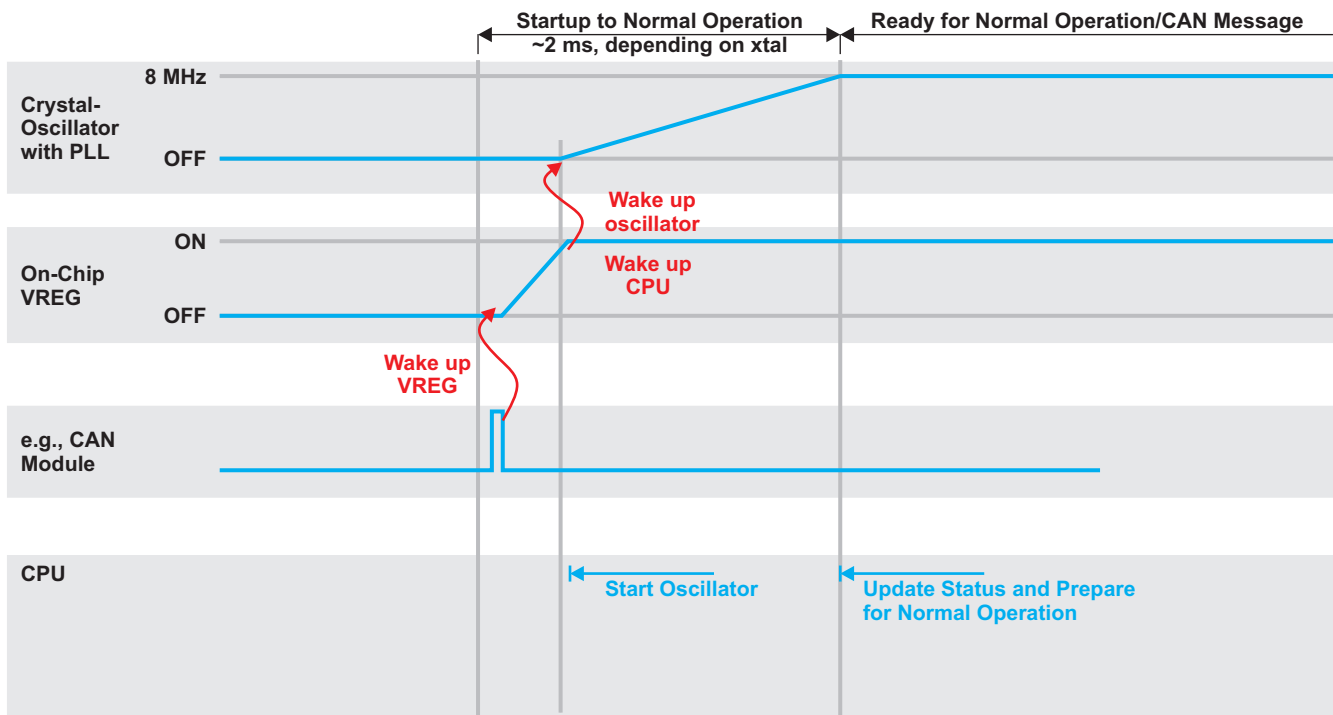 Startup to Normal Operation
~2 ms, depending on xtal
Ready for Normal Operation/CAN Message
8 MHz
Crystal-
Oscillator
with PLL
OFF
Wake up
oscillator
ON
Wake up
CPU
On-Chip
VREG
OFF
Wake up
VREG
e.g., CAN
Module
CPU
Start Oscillator
Update Status and Prepare
for Normal Operation